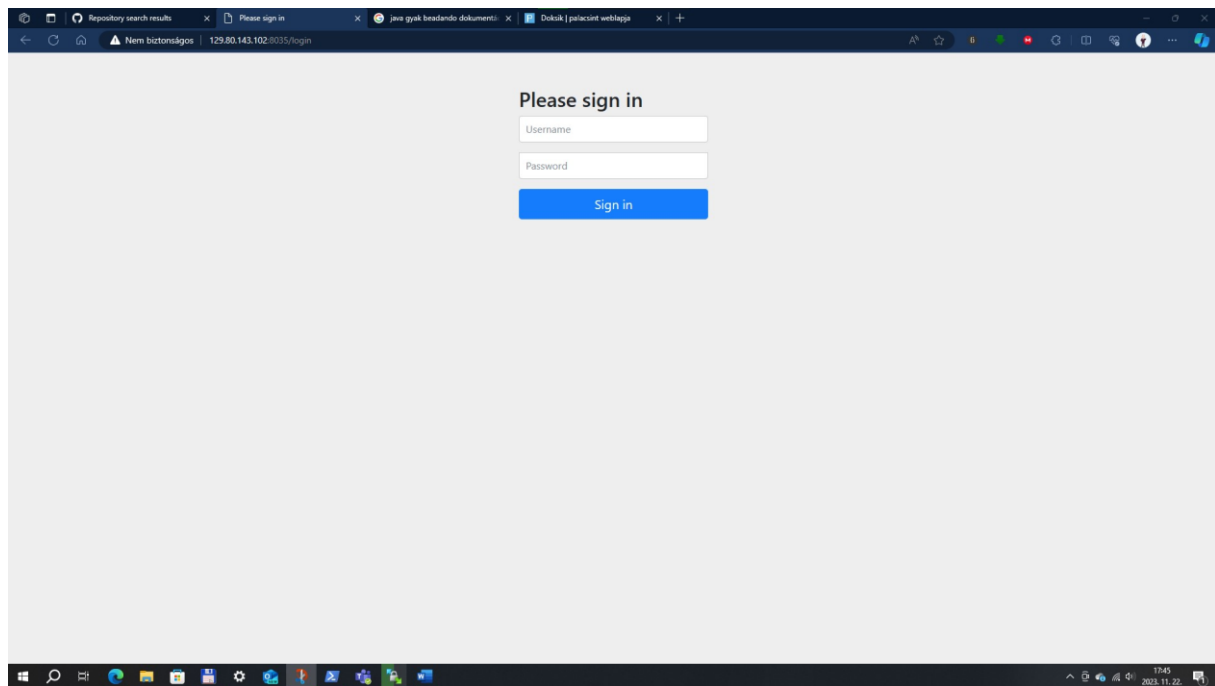 Repository search results
Please sign in
java gyak beadando dokumentá
Doksik | palacsint weblapja
Nem biztonságos
129.80.143.102:8035/login
Please sign in
Username
Password
Sign in
17:45
2023. 11. 22.